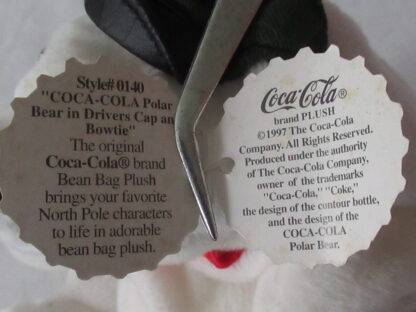 Style# 0140
"COCA-COLA Polar
Bear in Drivers Cap an
Bowtie"
The original
Coca-Cola® brand
Bean Bag Plush
brings your favorite
North Pole characters
to life in adorable
bean bag plush.
Coca-Cola®
brand PLUSH
©1997 The Coca-Cola
Company. All Rights Reserved.
Produced under the authority
of The Coca-Cola Company,
owner of the trademarks
"Coca-Cola," "Coke,"
the design of the contour bottle,
and the design of the
COCA-COLA
Polar Bear.